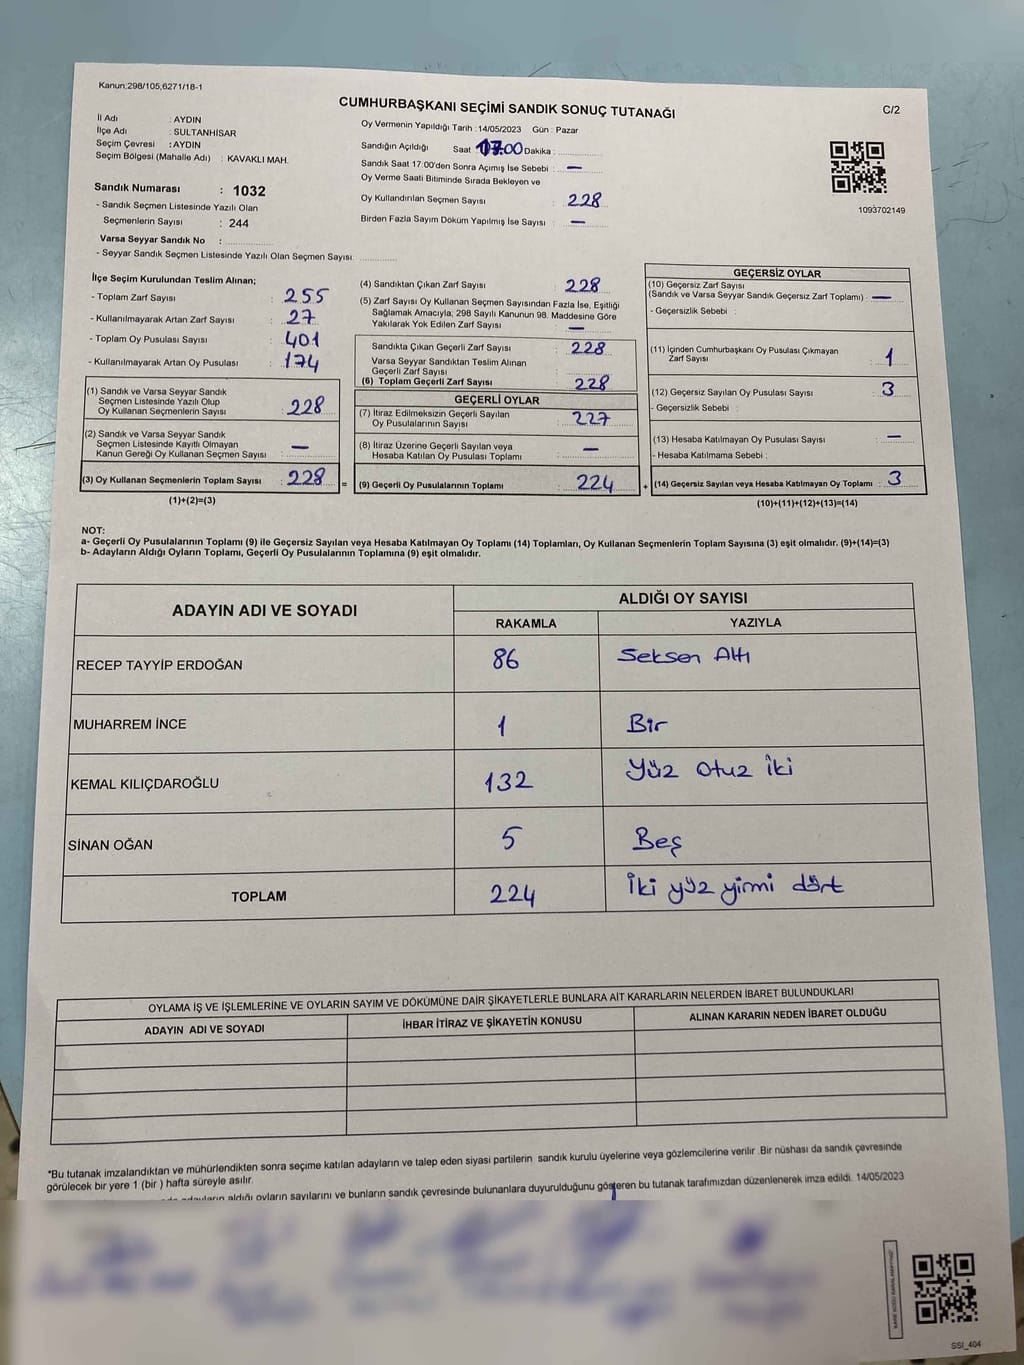 Kanun;298/105,6271/18-1
CUMHURBAŞKANI SEÇİMİ SANDIK SONUÇ TUTANAĞI
C/2
İl Adı : AYDIN
İlçe Adı : SULTANHİSAR
Seçim Çevresi : AYDIN
Seçim Bölgesi (Mahalle Adı) : KAVAKLI MAH.
Sandık Numarası : 1032
- Sandık Seçmen Listesinde Yazılı Olan
Seçmenlerin Sayısı : 244
Varsa Seyyar Sandık No : ............
- Seyyar Sandık Seçmen Listesinde Yazılı Olan Seçmen Sayısı: ............
Oy Vermenin Yapıldığı Tarih :14/05/2023 Gün : Pazar
Sandığın Açıldığı Saat 17.00 Dakika : ............
Sandık Saat 17:00'den Sonra Açımış İse Sebebi : —
Oy Verme Saati Bitiminde Sırada Bekleyen ve
Oy Kullandırılan Seçmen Sayısı : 228
Birden Fazla Sayım Döküm Yapılmış İse Sayısı : —
1093702149
İlçe Seçim Kurulundan Teslim Alınan;
- Toplam Zarf Sayısı : 255
- Kullanılmayarak Artan Zarf Sayısı : 27
- Toplam Oy Pusulası Sayısı : 401
- Kullanılmayarak Artan Oy Pusulası : 174
(1) Sandık ve Varsa Seyyar Sandık
Seçmen Listesinde Yazılı Olup
Oy Kullanan Seçmenlerin Sayısı : 228
(2) Sandık ve Varsa Seyyar Sandık
Seçmen Listesinde Kayıtlı Olmayan
Kanun Gereği Oy Kullanan Seçmen Sayısı : —
(3) Oy Kullanan Seçmenlerin Toplam Sayısı : 228 =
(1)+(2)=(3)
(4) Sandıktan Çıkan Zarf Sayısı : 228
(5) Zarf Sayısı Oy Kullanan Seçmen Sayısından Fazla İse, Eşitliği
Sağlamak Amacıyla; 298 Sayılı Kanunun 98. Maddesine Göre
Yakılarak Yok Edilen Zarf Sayısı : —
Sandıkta Çıkan Geçerli Zarf Sayısı : 228
Varsa Seyyar Sandıktan Teslim Alınan
Geçerli Zarf Sayısı :
(6) Toplam Geçerli Zarf Sayısı : 228
GEÇERLİ OYLAR
(7) İtiraz Edilmeksizin Geçerli Sayılan
Oy Pusulalarının Sayısı : 227
(8) İtiraz Üzerine Geçerli Sayılan veya
Hesaba Katılan Oy Pusulası Toplamı : —
(9) Geçerli Oy Pusulalarının Toplamı : 224 +
GEÇERSİZ OYLAR
(10) Geçersiz Zarf Sayısı
(Sandık ve Varsa Seyyar Sandık Geçersiz Zarf Toplamı) : —
- Geçersizlik Sebebi :
(11) İçinden Cumhurbaşkanı Oy Pusulası Çıkmayan
Zarf Sayısı : 1
(12) Geçersiz Sayılan Oy Pusulası Sayısı : 3
- Geçersizlik Sebebi :
(13) Hesaba Katılmayan Oy Pusulası Sayısı : —
- Hesaba Katılmama Sebebi :
(14) Geçersiz Sayılan veya Hesaba Katılmayan Oy Toplamı : 3
(10)+(11)+(12)+(13)=(14)
NOT:
a- Geçerli Oy Pusulalarının Toplamı (9) ile Geçersiz Sayılan veya Hesaba Katılmayan Oy Toplamı (14) Toplamları, Oy Kullanan Seçmenlerin Toplam Sayısına (3) eşit olmalıdır. (9)+(14)=(3)
b- Adayların Aldığı Oyların Toplamı, Geçerli Oy Pusulalarının Toplamına (9) eşit olmalıdır.
ADAYIN ADI VE SOYADI
ALDIĞI OY SAYISI
RAKAMLA YAZIYLA
RECEP TAYYİP ERDOĞAN 86 Seksen Altı
MUHARREM İNCE 1 Bir
KEMAL KILIÇDAROĞLU 132 Yüz Otuz İki
SİNAN OĞAN 5 Beş
TOPLAM 224 İki yüz yirmi dört
OYLAMA İŞ VE İŞLEMLERİNE VE OYLARIN SAYIM VE DÖKÜMÜNE DAİR ŞİKAYETLERLE BUNLARA AİT KARARLARIN NELERDEN İBARET BULUNDUKLARI
ADAYIN ADI VE SOYADI İHBAR İTİRAZ VE ŞİKAYETİN KONUSU ALINAN KARARIN NEDEN İBARET OLDUĞU
*Bu tutanak imzalandıktan ve mühürlendikten sonra seçime katılan adayların ve talep eden siyasi partilerin sandık kurulu üyelerine veya gözlemcilerine verilir. Bir nüshası da sandık çevresinde
görülecek bir yere 1 (bir ) hafta süreyle asılır.
adayların aldığı oyların sayılarını ve bunların sandık çevresinde bulunanlara duyurulduğunu gösteren bu tutanak tarafımızdan düzenlenerek imza edildi. 14/05/2023
SSI_404